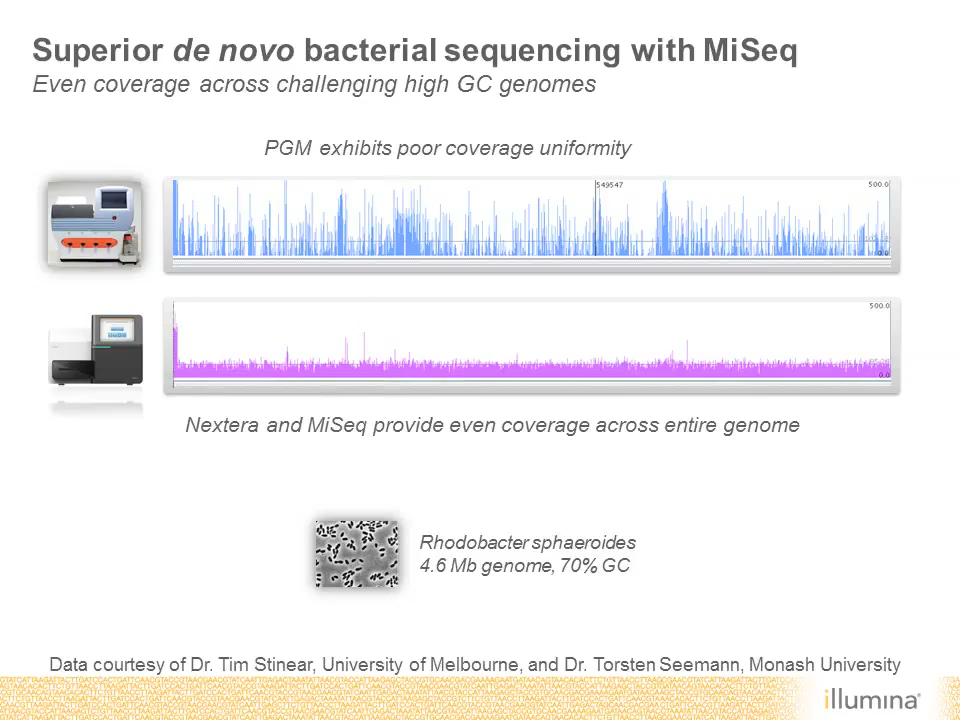 Superior de novo bacterial sequencing with MiSeq
Even coverage across challenging high GC genomes
PGM exhibits poor coverage uniformity
549547
500.0
0.0
500.0
0.0
Nextera and MiSeq provide even coverage across entire genome
Rhodobacter sphaeroides
4.6 Mb genome, 70% GC
Data courtesy of Dr. Tim Stinear, University of Melbourne, and Dr. Torsten Seemann, Monash University
illumina®